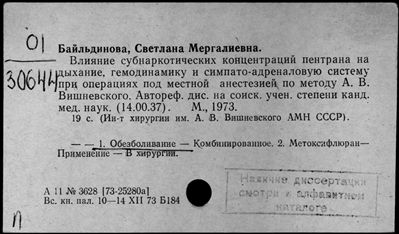 01
30644
Байльдинова, Светлана Мергалиевна.
Влияние субнаркотических концентраций пентрана на
дыхание, гемодинамику и симпато-адреналовую систему
при операциях под местной анестезией по методу А. В.
Вишневского. Автореф. дис. на соиск. учен. степени канд.
мед. наук. (14.00.37). М., 1973.
19 с. (Ин-т хирургии им. А. В. Вишневского АМН СССР).
— — 1. Обезболивание — Комбинированное. 2. Метоксифлюран—
Применение — В хирургии.
А 11 № 3628 [73-25280а]
Вс. кн. пал. 10—14 XII 73 Б184
Наличие диссертации
смотри в алфавитном
каталоге
П